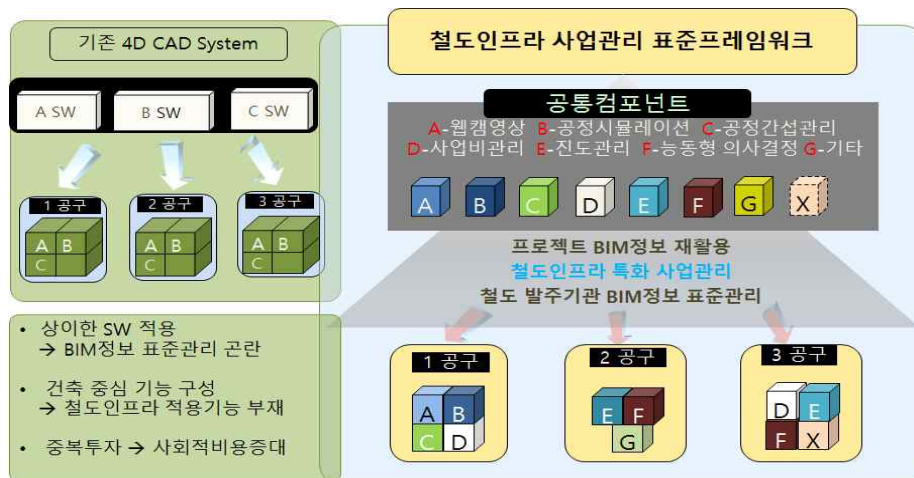 기존 4D CAD System
A SW
B SW
C SW
1 공구
2 공구
3 공구
A B
C
A B
C
A B
C
• 상이한 SW 적용
→ BIM정보 표준관리 곤란
• 건축 중심 기능 구성
→ 철도인프라 적용기능 부재
• 중복투자 → 사회적비용증대
철도인프라 사업관리 표준프레임워크
공통컴포넌트
A-웹캠영상 B-공정시뮬레이션 C-공정간섭관리
D-사업비관리 E-진도관리 F-능동형 의사결정 G-기타
A B C D E F G X
프로젝트 BIM정보 재활용
철도인프라 특화 사업관리
철도 발주기관 BIM정보 표준관리
1 공구
2 공구
3 공구
A B
C D
E F
G
D E
F X